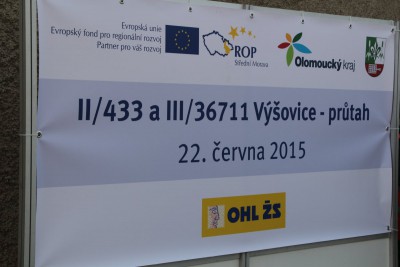 Evropská unie
Evropský fond pro regionální rozvoj
Partner pro váš rozvoj
ROP
Střední Morava
Olomoucký kraj
II/433 a III/36711 Výšovice - průtah
22. června 2015
OHL ŽS